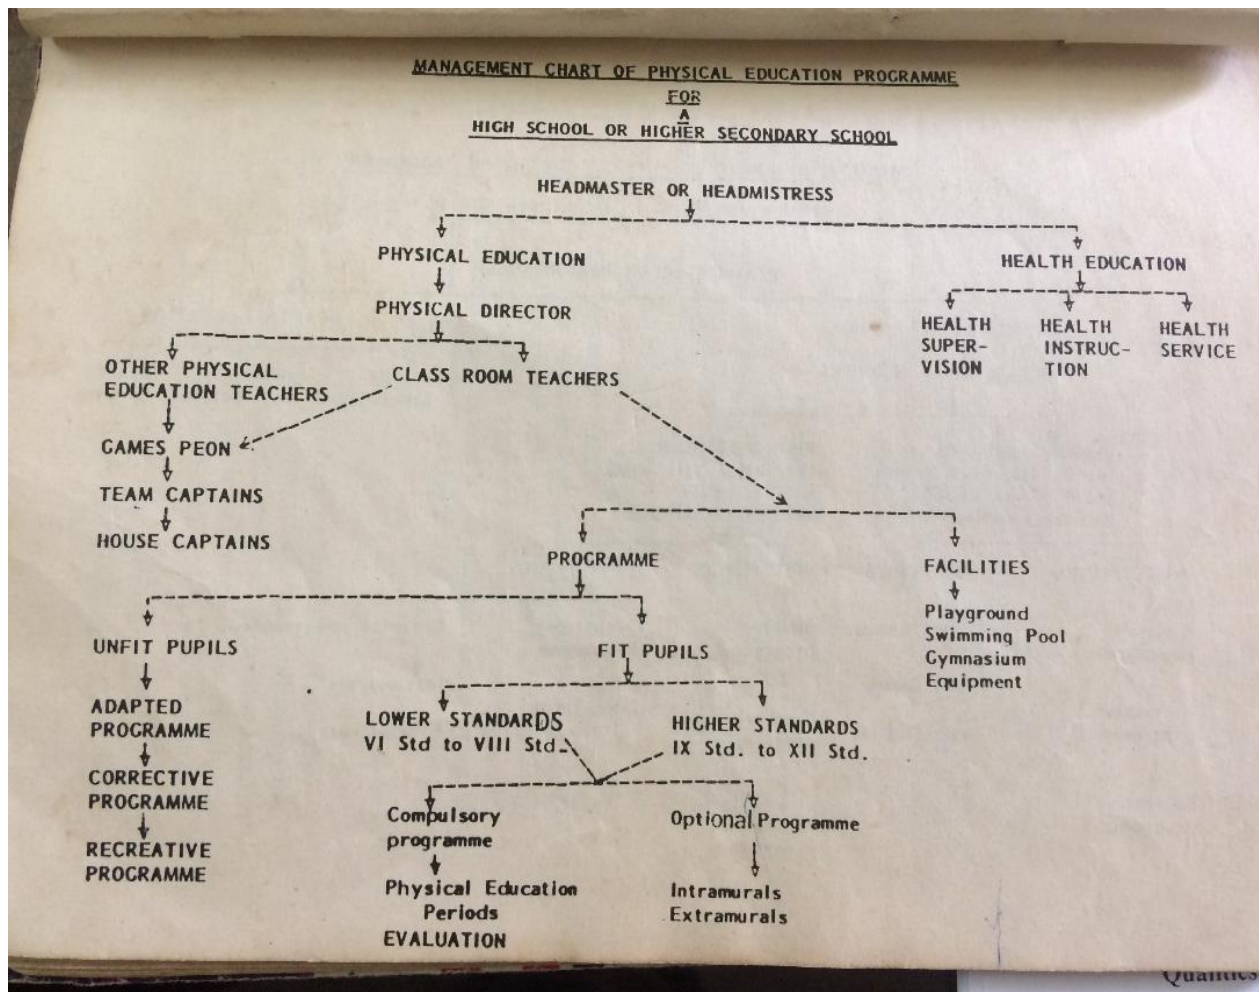 MANAGEMENT CHART OF PHYSICAL EDUCATION PROGRAMME
FOR
A
HIGH SCHOOL OR HIGHER SECONDARY SCHOOL
HEADMASTER OR HEADMISTRESS
PHYSICAL EDUCATION
HEALTH EDUCATION
PHYSICAL DIRECTOR
HEALTH
SUPER-
VISION
HEALTH
INSTRUC-
TION
HEALTH
SERVICE
OTHER PHYSICAL
EDUCATION TEACHERS
CLASS ROOM TEACHERS
GAMES PEON
TEAM CAPTAINS
HOUSE CAPTAINS
PROGRAMME
FACILITIES
Playground
Swimming Pool
Gymnasium
Equipment
UNFIT PUPILS
FIT PUPILS
ADAPTED
PROGRAMME
CORRECTIVE
PROGRAMME
RECREATIVE
PROGRAMME
LOWER STANDARDS
VI Std to VIII Std.
HIGHER STANDARDS
IX Std. to XII Std.
Compulsory
programme
Optional Programme
Physical Education
Periods
EVALUATION
Intramurals
Extramurals